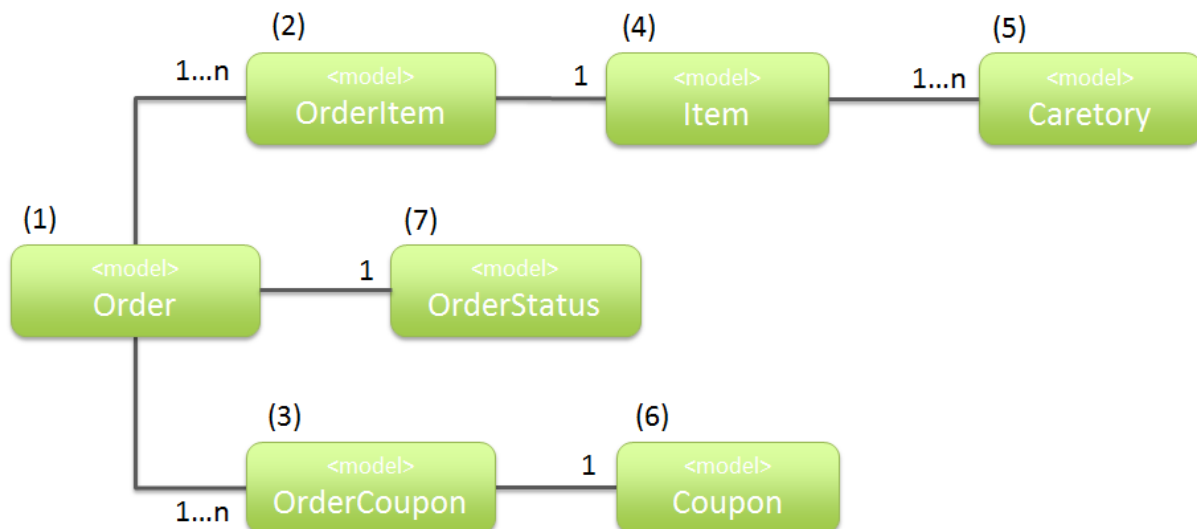 (2)
1...n
<model>
OrderItem
(4)
1
<model>
Item
(5)
1...n
<model>
Caretory
(1)
<model>
Order
(7)
1
<model>
OrderStatus
(3)
1...n
<model>
OrderCoupon
(6)
1
<model>
Coupon